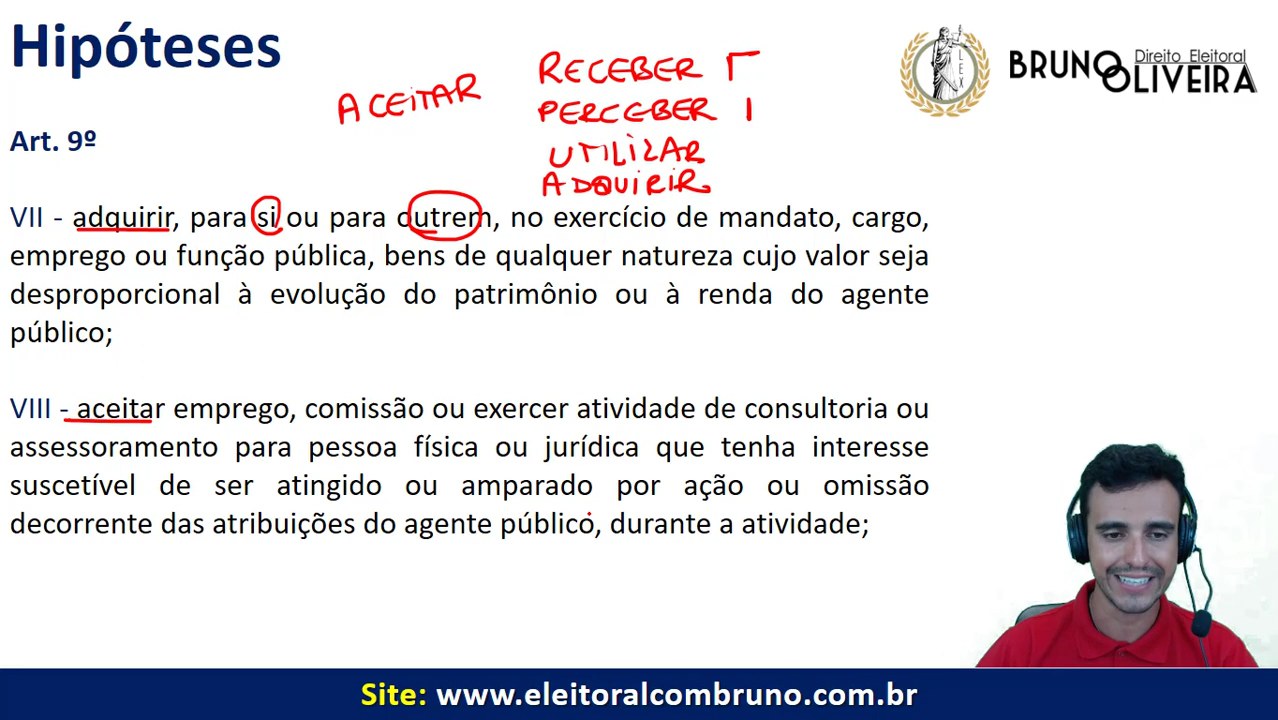 Hipóteses
ACEITAR
RECEBER
PERCEBER
UTILIZAR
ADQUIRIR
BRUNO OLIVEIRA
Direito Eleitoral
LEX
Art. 9º
VII - adquirir, para si ou para outrem, no exercício de mandato, cargo,
emprego ou função pública, bens de qualquer natureza cujo valor seja
desproporcional à evolução do patrimônio ou à renda do agente
público;
VIII - aceitar emprego, comissão ou exercer atividade de consultoria ou
assessoramento para pessoa física ou jurídica que tenha interesse
suscetível de ser atingido ou amparado por ação ou omissão
decorrente das atribuições do agente público, durante a atividade;
Site: www.eleitoralcombruno.com.br